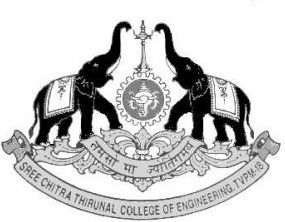 तमसो मा ज्योतिर्गमय
SREE CHITRA THIRUNAL COLLEGE OF ENGINEERING, TVPM-18